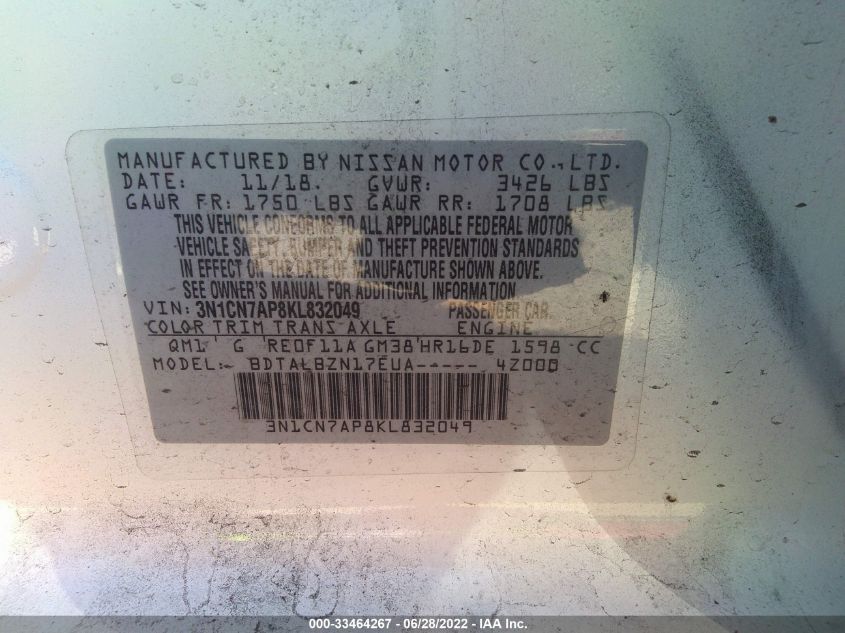 MANUFACTURED BY NISSAN MOTOR CO., LTD.
DATE: 11/18. GVWR: 3426 LBS
GAWR FR: 1750 LBS GAWR RR: 1708 LBS
THIS VEHICLE CONFORMS TO ALL APPLICABLE FEDERAL MOTOR
VEHICLE SAFETY, BUMPER AND THEFT PREVENTION STANDARDS
IN EFFECT ON THE DATE OF MANUFACTURE SHOWN ABOVE.
SEE OWNER'S MANUAL FOR ADDITIONAL INFORMATION
VIN: 3N1CN7AP8KL832049 PASSENGER CAR.
COLOR TRIM TRANS AXLE ENGINE
QM1 G RE0F11A GM38 HR16DE 1598 CC
MODEL: BDTALBZN17EUA-----
3N1CN7AP8KL832049
000-33464267 - 06/28/2022 - IAA Inc.